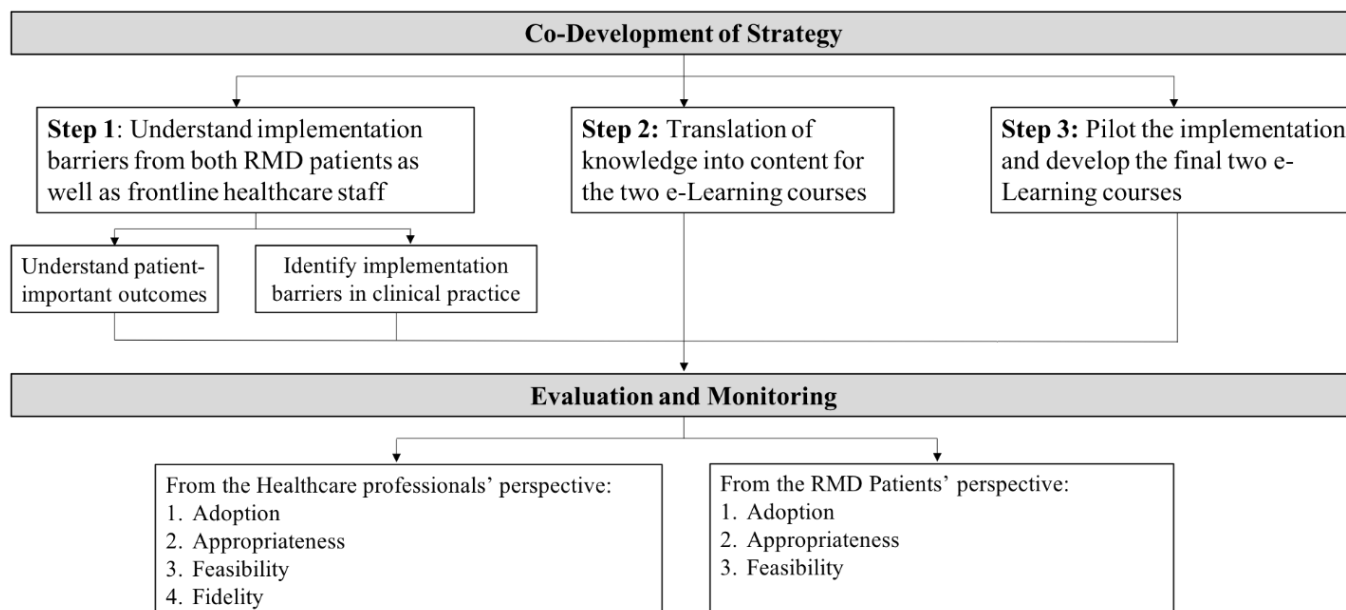 Co-Development of Strategy
Step 1: Understand implementation
barriers from both RMD patients as
well as frontline healthcare staff
Step 2: Translation of
knowledge into content for
the two e-Learning courses
Step 3: Pilot the implementation
and develop the final two e-
Learning courses
Understand patient-
important outcomes
Identify implementation
barriers in clinical practice
Evaluation and Monitoring
From the Healthcare professionals’ perspective:
1. Adoption
2. Appropriateness
3. Feasibility
4. Fidelity
From the RMD Patients’ perspective:
1. Adoption
2. Appropriateness
3. Feasibility